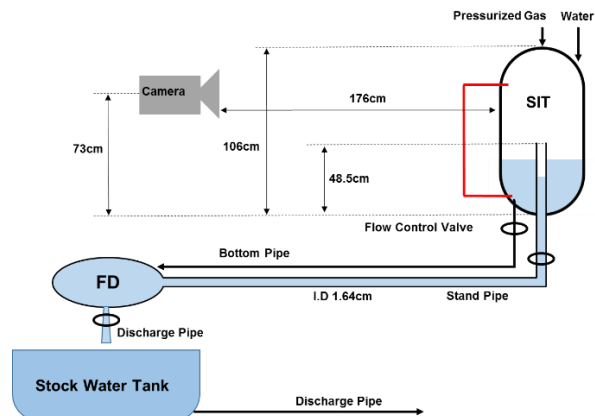 Pressurized Gas
Water
Camera
176cm
SIT
73cm
106cm
48.5cm
Flow Control Valve
Bottom Pipe
FD
I.D 1.64cm
Stand Pipe
Discharge Pipe
Stock Water Tank
Discharge Pipe